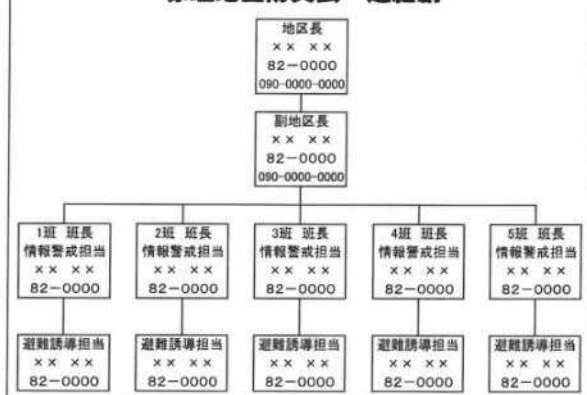 地区長
×× ××
82-0000
090-0000-0000
副地区長
×× ××
82-0000
090-0000-0000
1班 班長
情報警戒担当
×× ××
82-0000
2班 班長
情報警戒担当
×× ××
82-0000
3班 班長
情報警戒担当
×× ××
82-0000
4班 班長
情報警戒担当
×× ××
82-0000
5班 班長
情報警戒担当
×× ××
82-0000
避難誘導担当
×× ××
82-0000
避難誘導担当
×× ××
82-0000
避難誘導担当
×× ××
82-0000
避難誘導担当
×× ××
82-0000
避難誘導担当
×× ××
82-0000